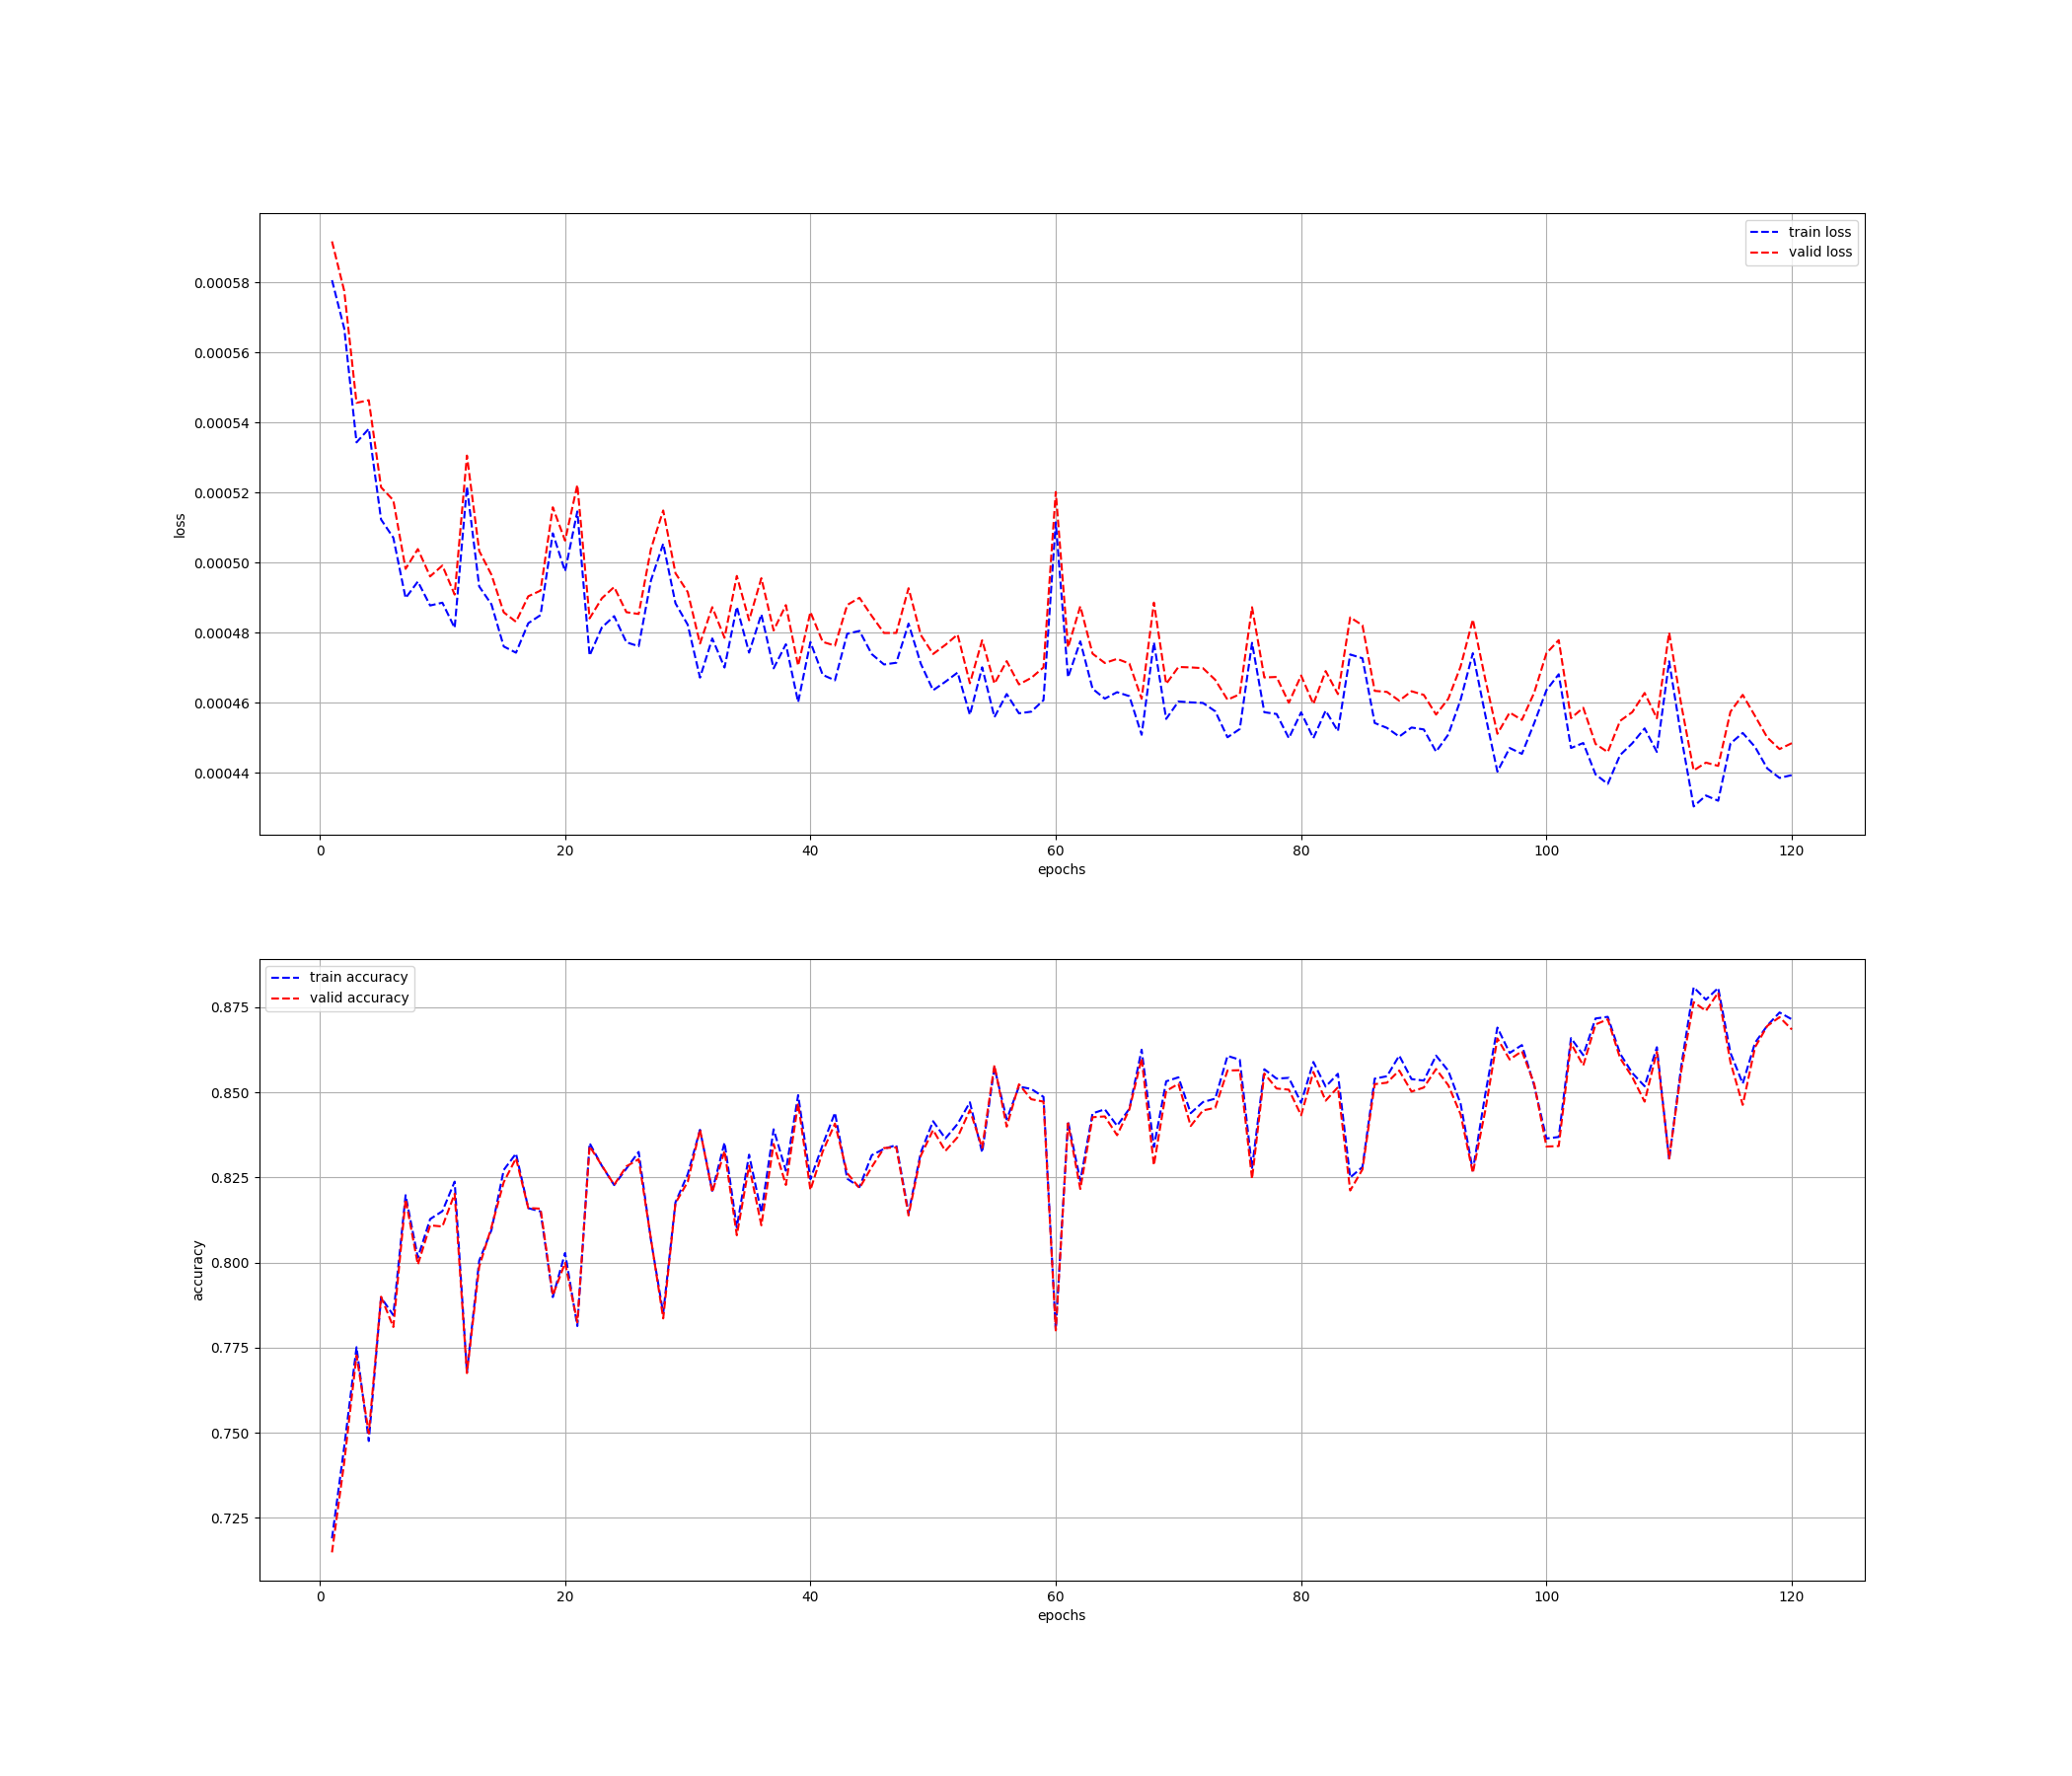 train loss
valid loss
0.00058
0.00056
0.00054
0.00052
0.00050
0.00048
0.00046
0.00044
loss
0 20 40 60 80 100 120
epochs
train accuracy
valid accuracy
0.875
0.850
0.825
0.800
0.775
0.750
0.725
accuracy
0 20 40 60 80 100 120
epochs